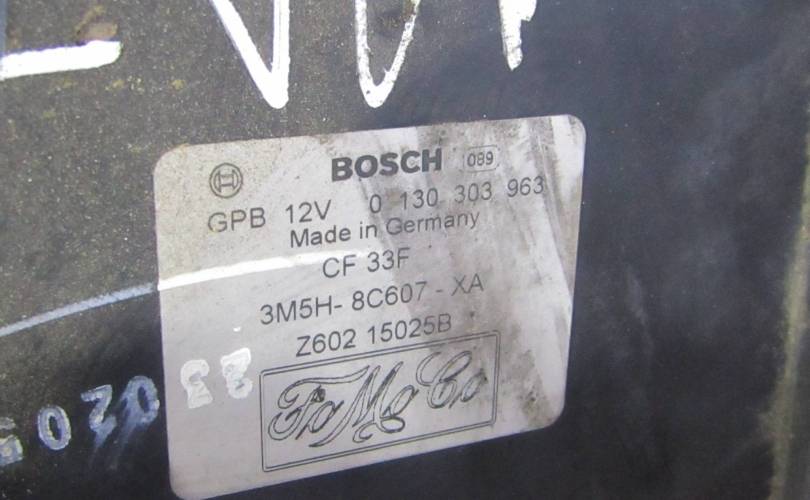 BOSCH 089
GPB 12V 0 130 303 963
Made in Germany
CF 33F
3M5H- 8C607 - XA
Z602 15025B
FoMoCo